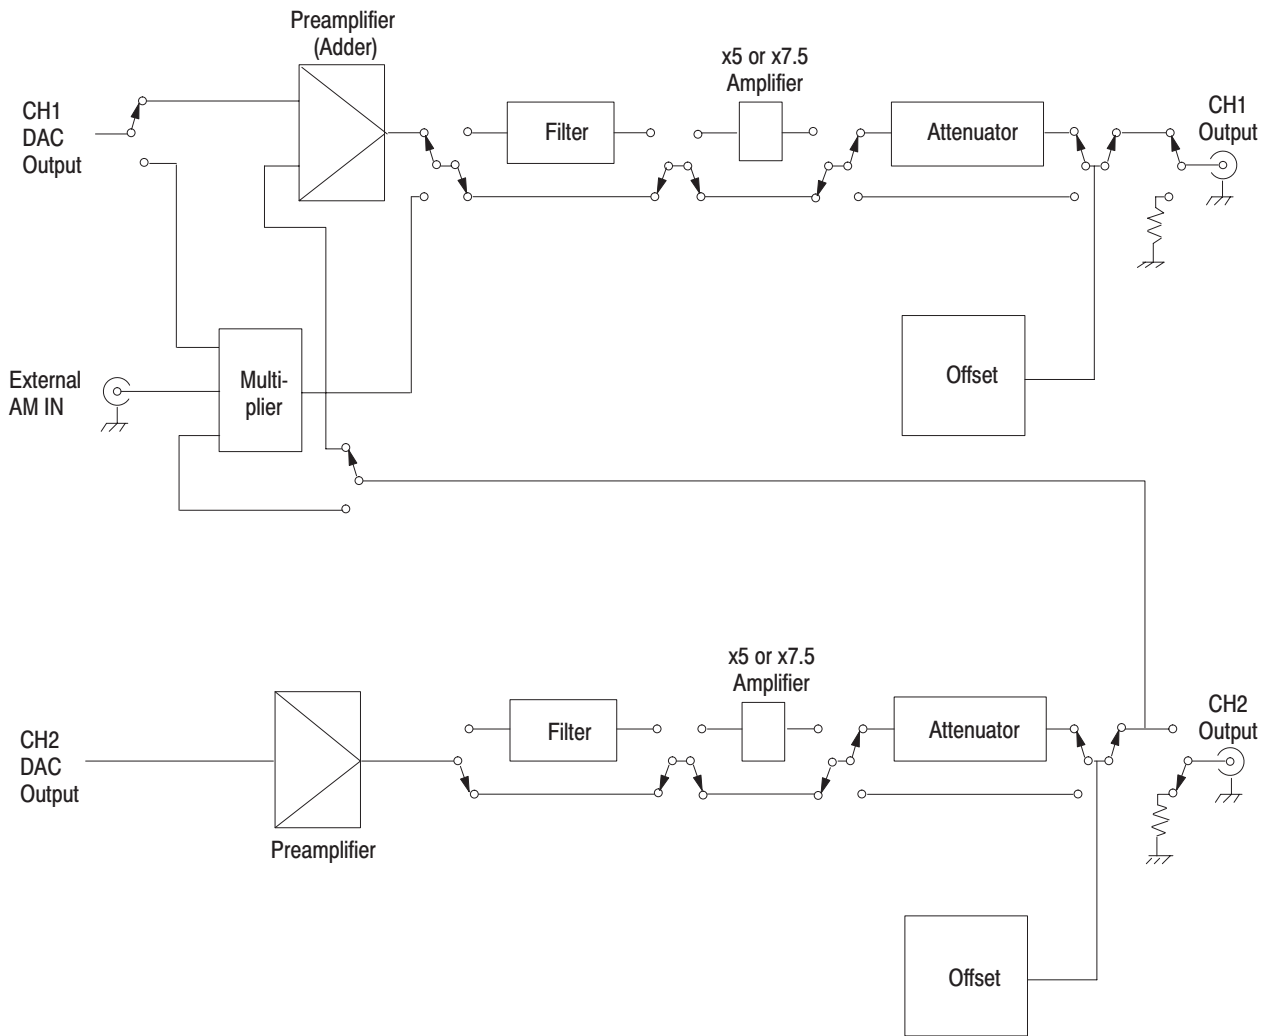 Preamplifier
(Adder)
x5 or x7.5
Amplifier
CH1
DAC
Output
Filter
Attenuator
CH1
Output
External
AM IN
Multi-
plier
Offset
x5 or x7.5
Amplifier
CH2
DAC
Output
Filter
Attenuator
CH2
Output
Preamplifier
Offset